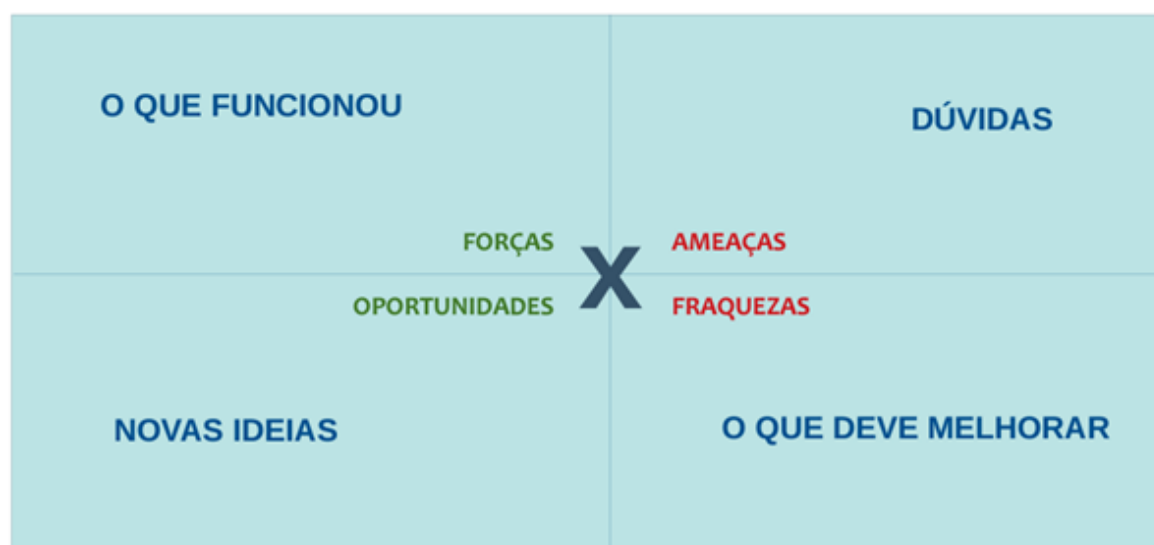 O QUE FUNCIONOU
DÚVIDAS
FORÇAS
X
AMEAÇAS
OPORTUNIDADES
FRAQUEZAS
NOVAS IDEIAS
O QUE DEVE MELHORAR